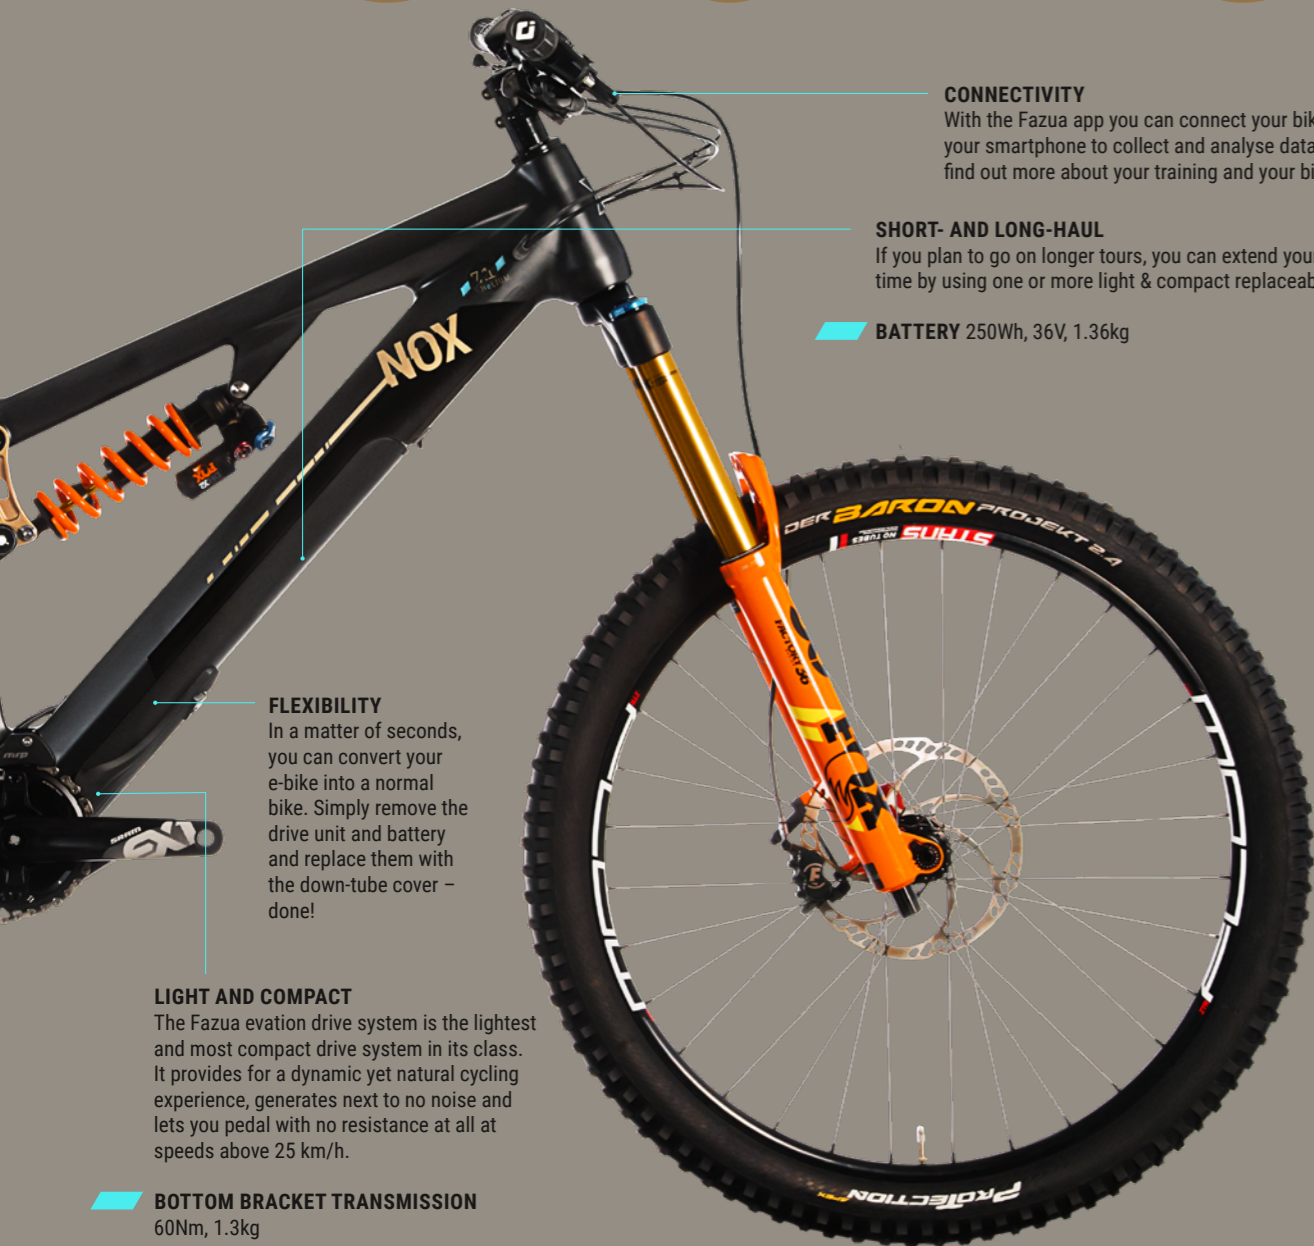 CONNECTIVITY
With the Fazua app you can connect your bik
your smartphone to collect and analyse data
find out more about your training and your bi
SHORT- AND LONG-HAUL
If you plan to go on longer tours, you can extend you
time by using one or more light & compact replaceab
BATTERY 250Wh, 36V, 1.36kg
7.1
NOX
DER BARON PROJEKT 2.4
NO TUBES STANS
FACTORY 36
FOX
FLEXIBILITY
In a matter of seconds,
you can convert your
e-bike into a normal
bike. Simply remove the
drive unit and battery
and replace them with
the down-tube cover –
done!
mrp
SRAM
EX1
LIGHT AND COMPACT
The Fazua evation drive system is the lightest
and most compact drive system in its class.
It provides for a dynamic yet natural cycling
experience, generates next to no noise and
lets you pedal with no resistance at all at
speeds above 25 km/h.
BOTTOM BRACKET TRANSMISSION
60Nm, 1.3kg
PROTECTION APEX